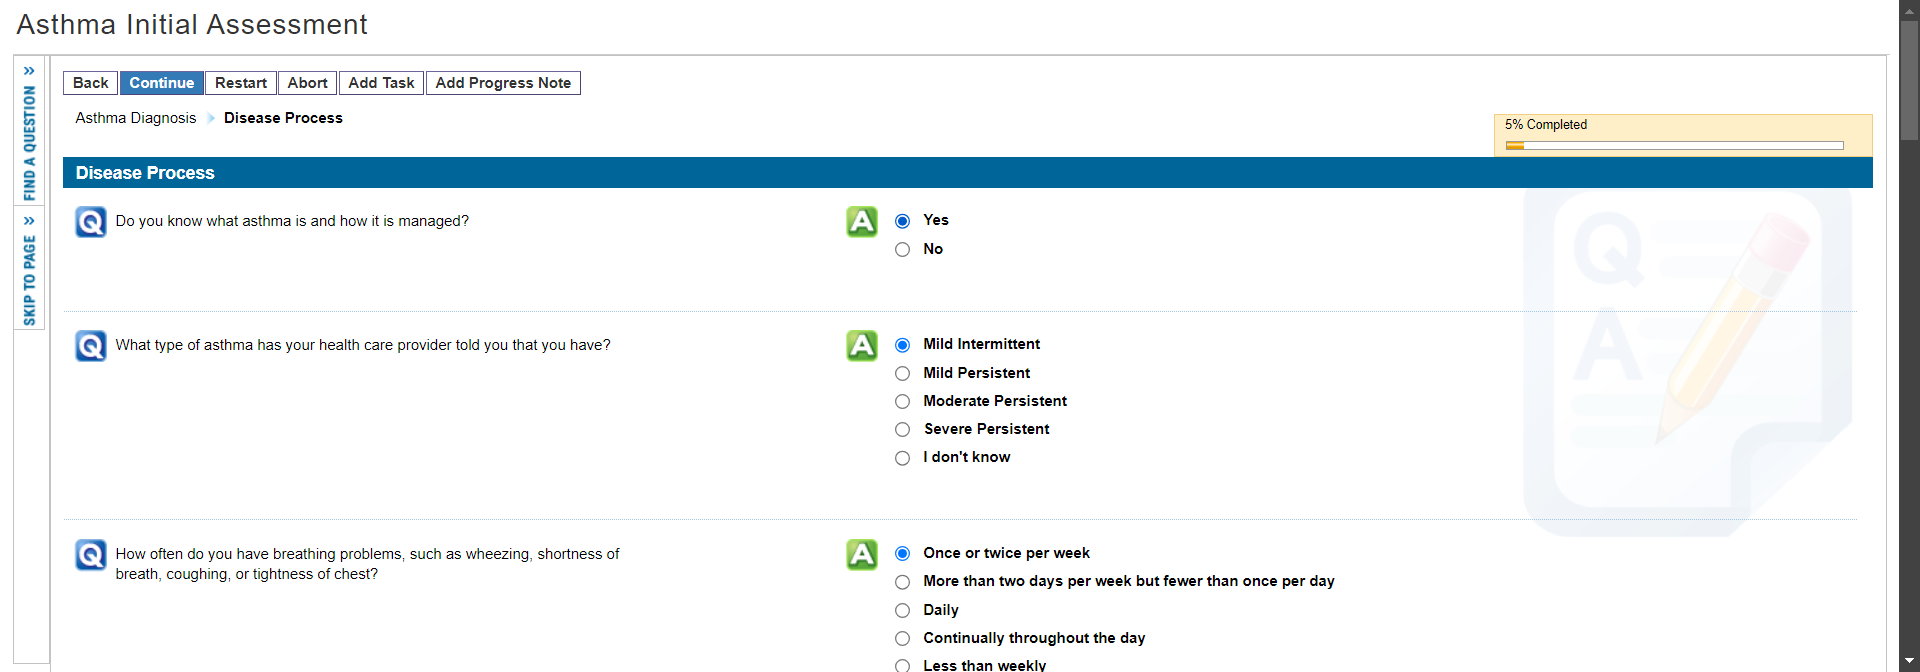 Asthma Initial Assessment
FIND A QUESTION
SKIP TO PAGE
Back Continue Restart Abort Add Task Add Progress Note
Asthma Diagnosis Disease Process
5% Completed
Disease Process
Q Do you know what asthma is and how it is managed?
A Yes
No
Q What type of asthma has your health care provider told you that you have?
A Mild Intermittent
Mild Persistent
Moderate Persistent
Severe Persistent
I don't know
Q How often do you have breathing problems, such as wheezing, shortness of
breath, coughing, or tightness of chest?
A Once or twice per week
More than two days per week but fewer than once per day
Daily
Continually throughout the day
Less than weekly
Q
A